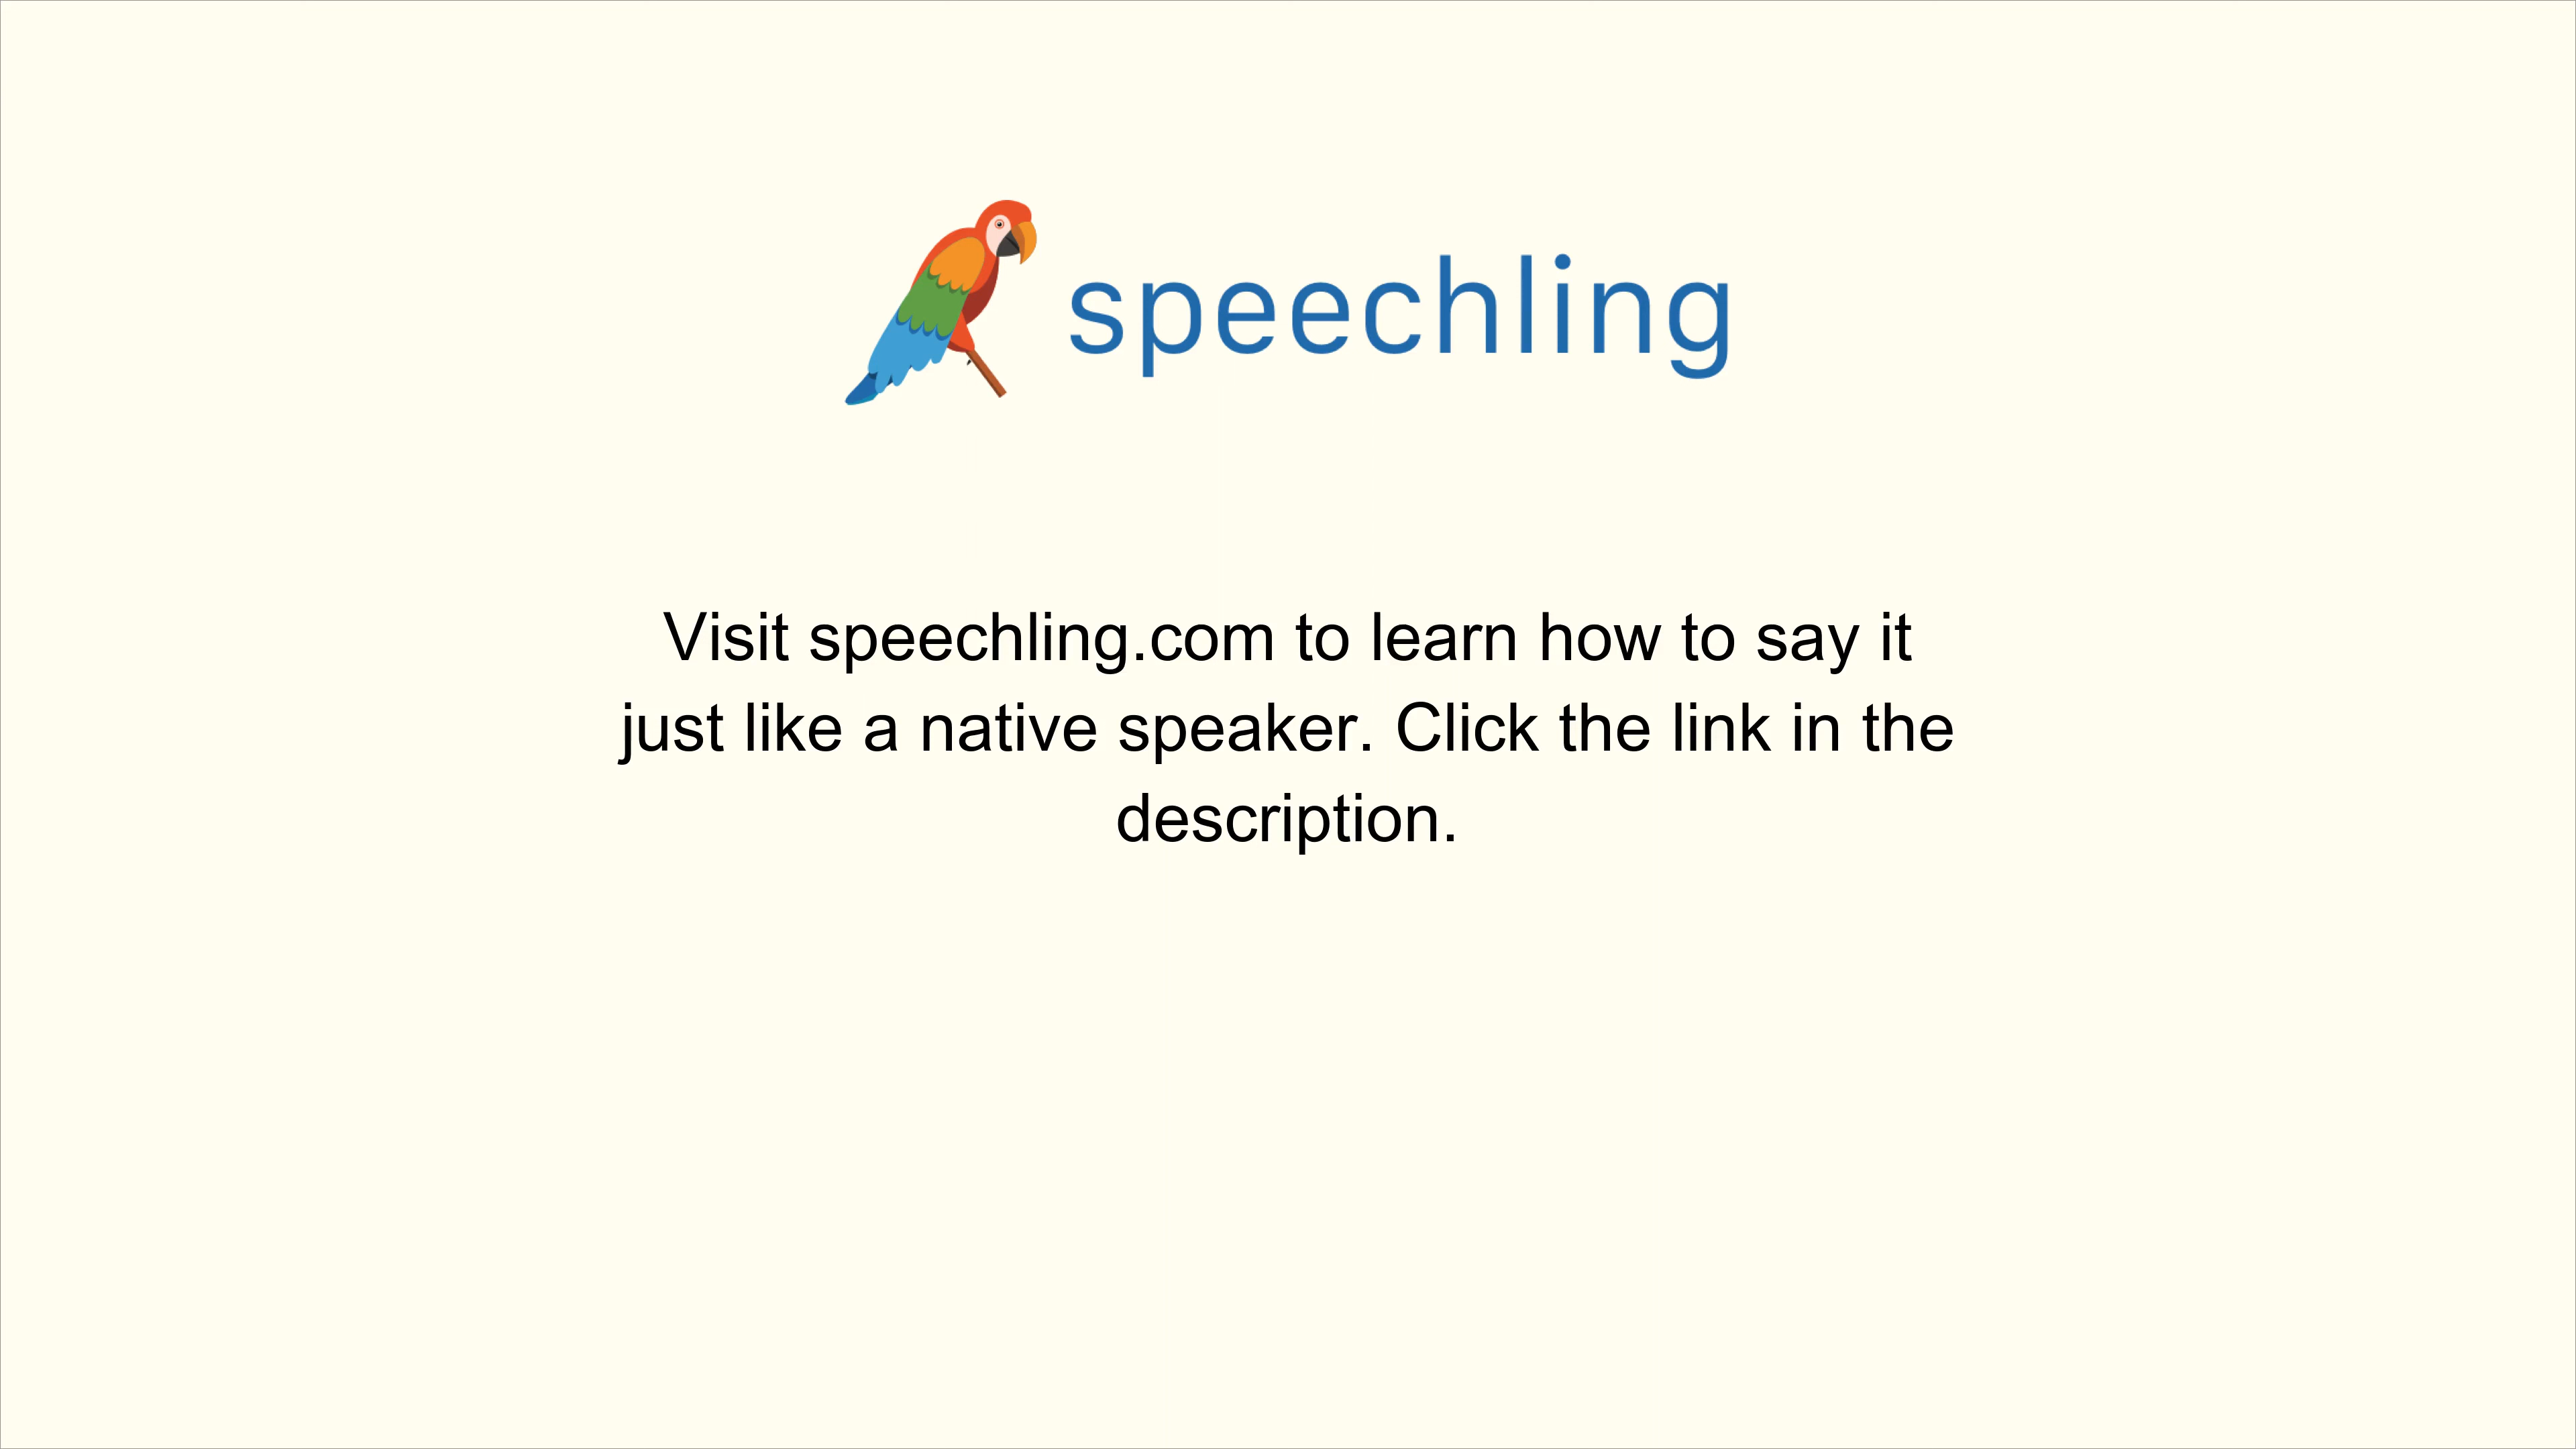 speechling
Visit speechling.com to learn how to say it
just like a native speaker. Click the link in the
description.